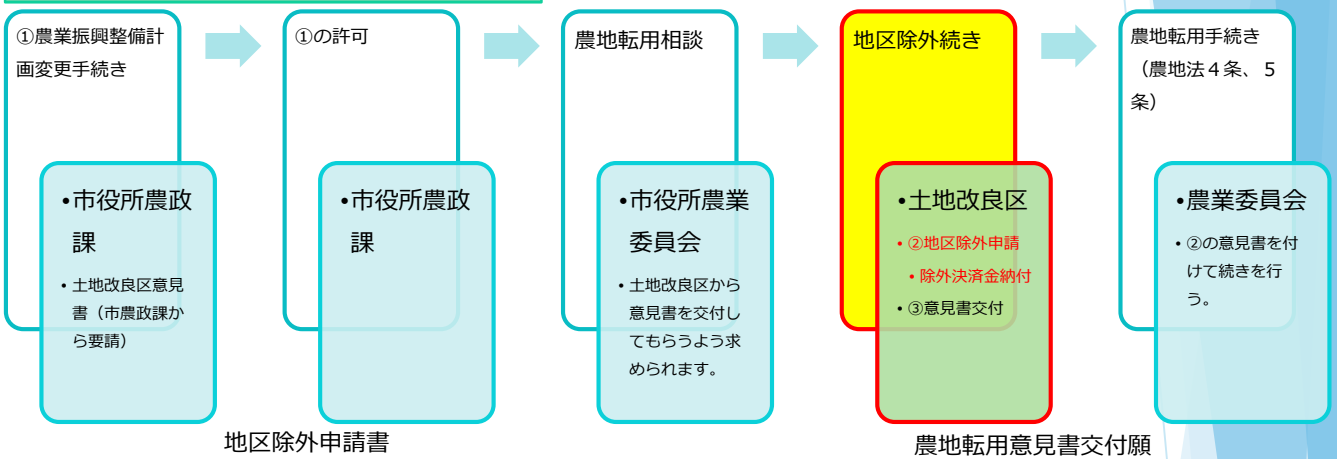 ①農業振興整備計
画変更手続き
•市役所農政
課
• 土地改良区意見
書（市農政課か
ら要請）
①の許可
•市役所農政
課
農地転用相談
•市役所農業
委員会
• 土地改良区から
意見書を交付し
てもらうよう求
められます。
地区除外続き
•土地改良区
• ②地区除外申請
• 除外決済金納付
• ③意見書交付
農地転用手続き
（農地法４条、５
条）
•農業委員会
• ②の意見書を付
けて続きを行
う。
地区除外申請書
農地転用意見書交付願